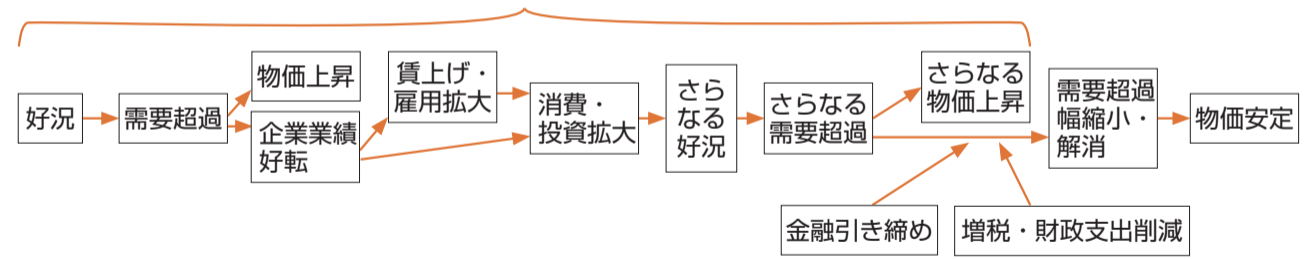 好況
需要超過
物価上昇
企業業績
好転
賃上げ・
雇用拡大
消費・
投資拡大
さら
なる
好況
さらなる
需要超過
さらなる
物価上昇
需要超過
幅縮小・
解消
物価安定
金融引き締め
増税・財政支出削減